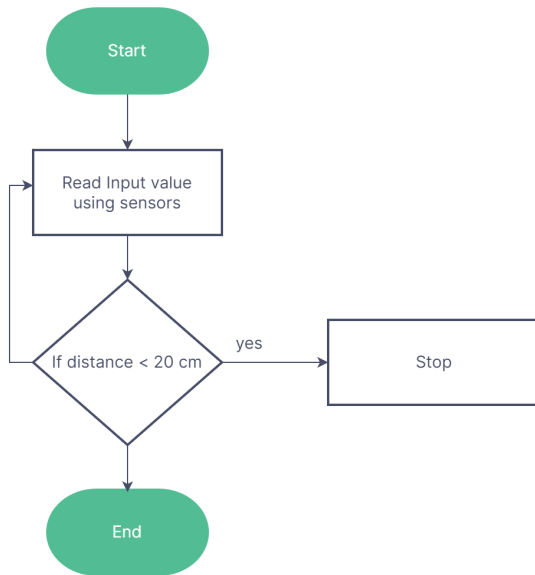 Start
Read Input value
using sensors
If distance < 20 cm
yes
Stop
End